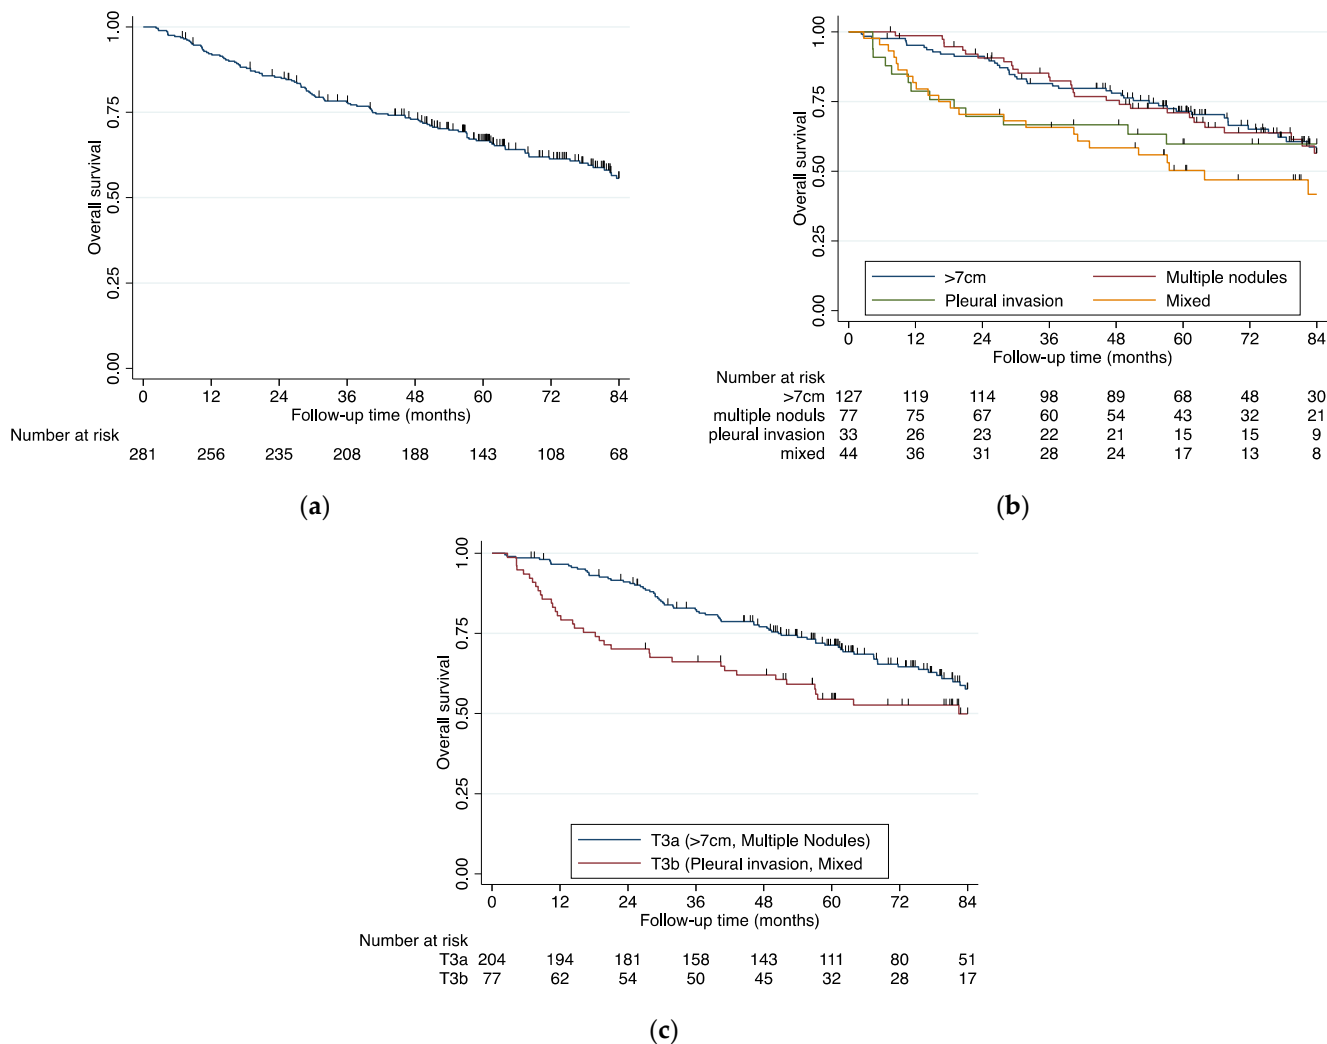 1.00
0.75
0.50
0.25
0.00
Overall survival
0 12 24 36 48 60 72 84
Follow-up time (months)
Number at risk
281 256 235 208 188 143 108 68
(a)
1.00
0.75
0.50
0.25
0.00
Overall survival
>7cm Multiple nodules
Pleural invasion Mixed
0 12 24 36 48 60 72 84
Follow-up time (months)
Number at risk
>7cm 127 119 114 98 89 68 48 30
multiple noduls 77 75 67 60 54 43 32 21
pleural invasion 33 26 23 22 21 15 15 9
mixed 44 36 31 28 24 17 13 8
(b)
1.00
0.75
0.50
0.25
0.00
Overall survival
T3a (>7cm, Multiple Nodules)
T3b (Pleural invasion, Mixed
0 12 24 36 48 60 72 84
Follow-up time (months)
Number at risk
T3a 204 194 181 158 143 111 80 51
T3b 77 62 54 50 45 32 28 17
(c)